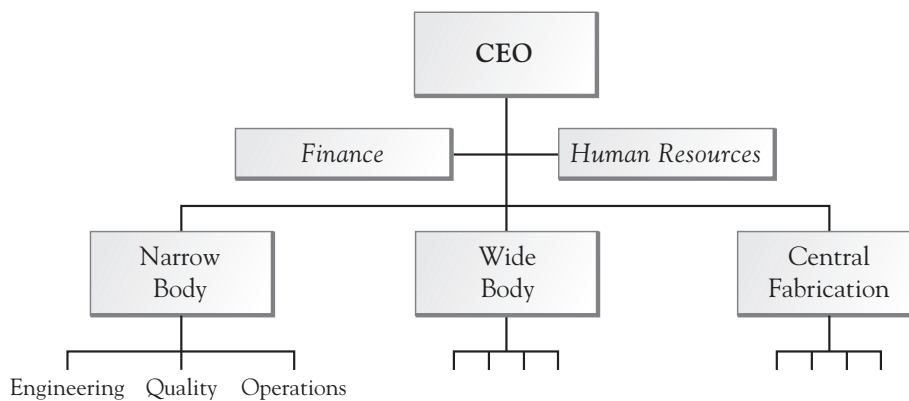 CEO
Finance
Human Resources
Narrow
Body
Wide
Body
Central
Fabrication
Engineering Quality Operations